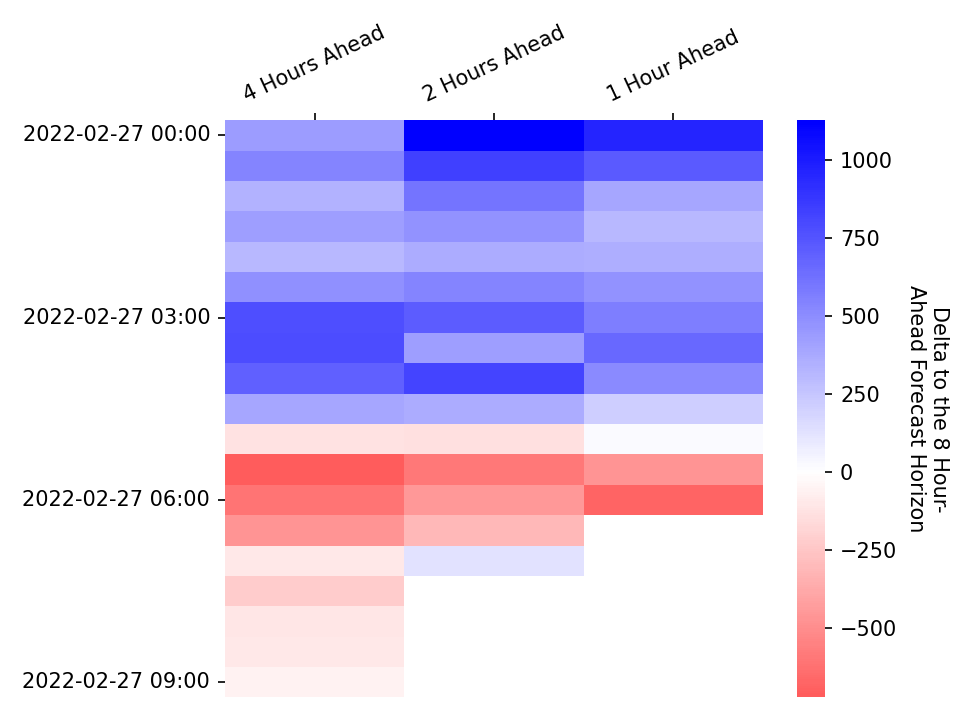 4 Hours Ahead
2 Hours Ahead
1 Hour Ahead
2022-02-27 00:00
2022-02-27 03:00
2022-02-27 06:00
2022-02-27 09:00
1000
750
500
250
0
−250
−500
Delta to the 8 Hour-
Ahead Forecast Horizon